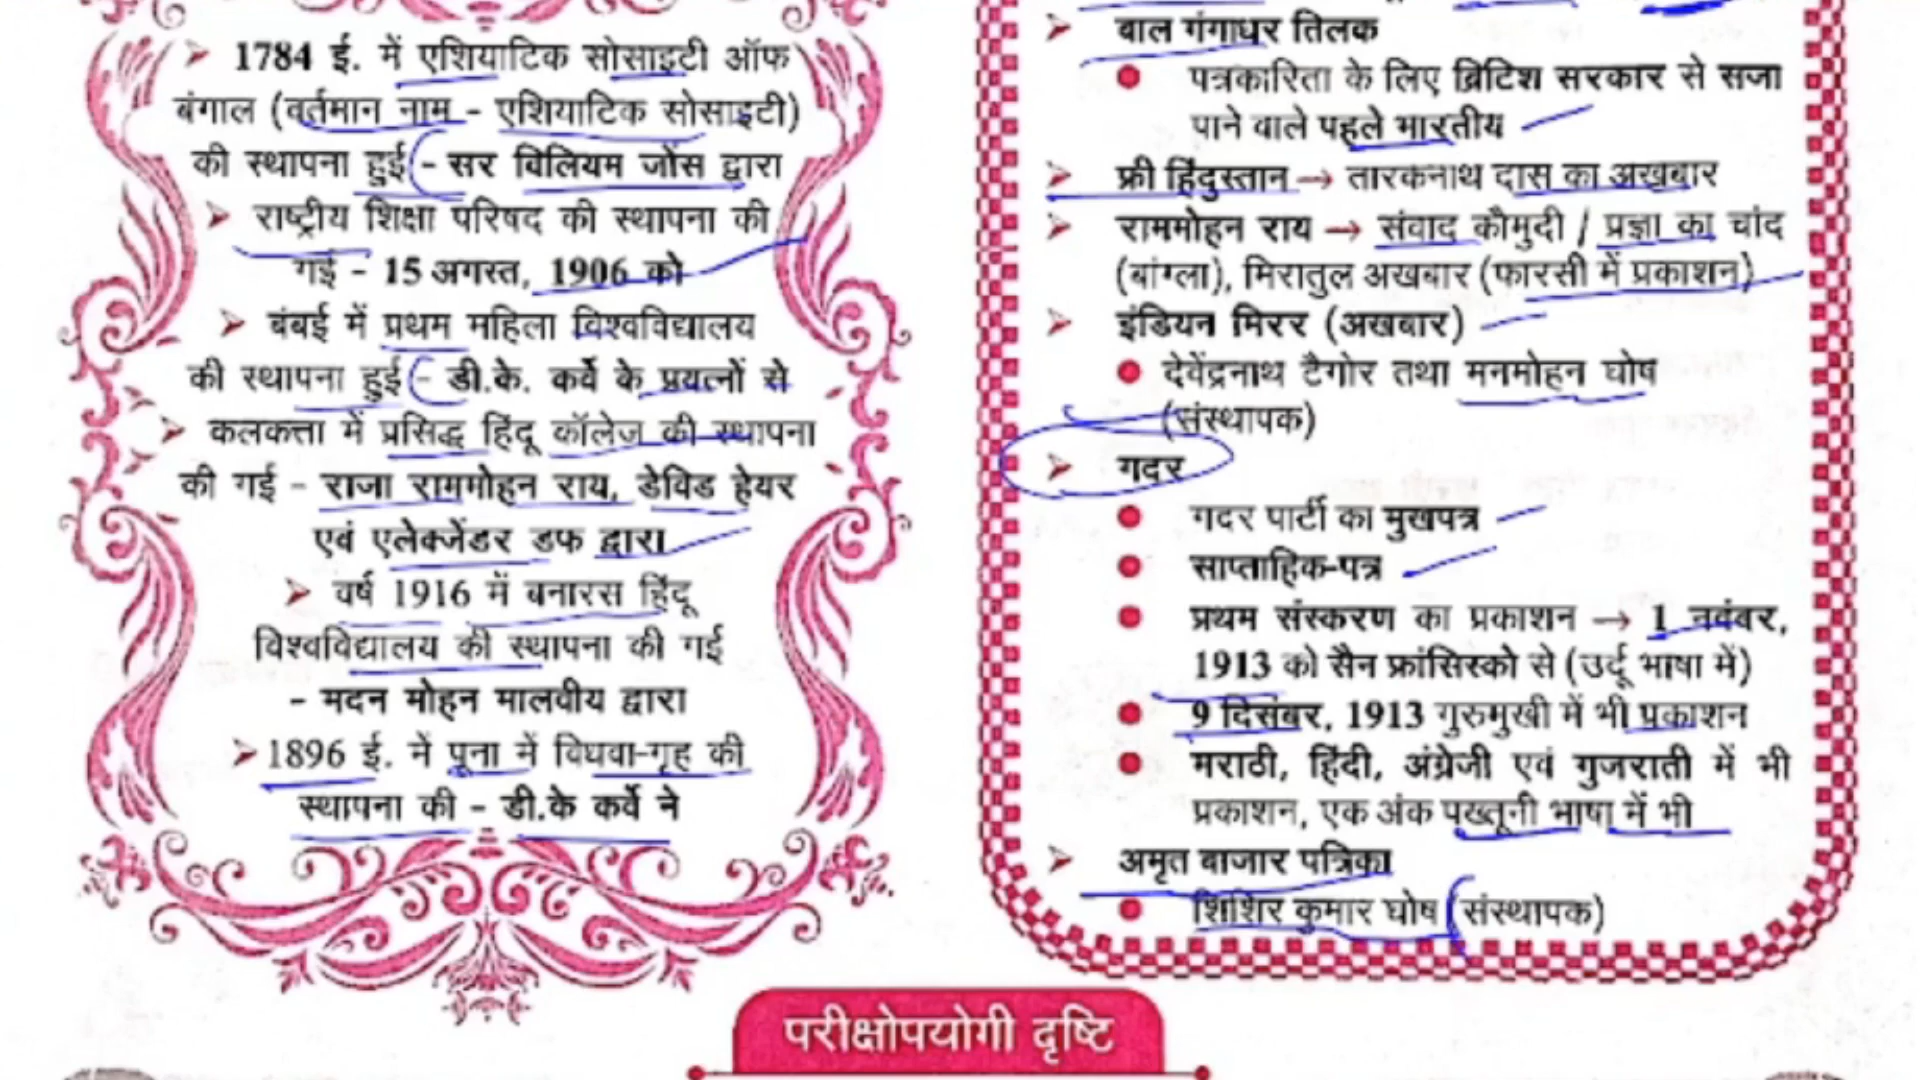 ➤ 1784 ई. में एशियाटिक सोसाइटी ऑफ
बंगाल (वर्तमान नाम - एशियाटिक सोसाइटी)
की स्थापना हुई - सर विलियम जोंस द्वारा
➤ राष्ट्रीय शिक्षा परिषद की स्थापना की
गई - 15 अगस्त, 1906 को
➤ बंबई में प्रथम महिला विश्वविद्यालय
की स्थापना हुई - डी.के. कर्वे के प्रयत्नों से
➤ कलकत्ता में प्रसिद्ध हिंदू कॉलेज की स्थापना
की गई - राजा राममोहन राय, डेविड हेयर
एवं एलेक्जेंडर डफ द्वारा
➤ वर्ष 1916 में बनारस हिंदू
विश्वविद्यालय की स्थापना की गई
- मदन मोहन मालवीय द्वारा
➤ 1896 ई. में पूना में विधवा-गृह की
स्थापना की - डी.के कर्वे ने
➤ बाल गंगाधर तिलक
● पत्रकारिता के लिए ब्रिटिश सरकार से सजा
पाने वाले पहले भारतीय
➤ फ्री हिंदुस्तान → तारकनाथ दास का अखबार
➤ राममोहन राय → संवाद कौमुदी / प्रज्ञा का चांद
(बांग्ला), मिरातुल अखबार (फारसी में प्रकाशन)
➤ इंडियन मिरर (अखबार)
● देवेंद्रनाथ टैगोर तथा मनमोहन घोष
(संस्थापक)
➤ गदर
● गदर पार्टी का मुखपत्र
● साप्ताहिक-पत्र
● प्रथम संस्करण का प्रकाशन → 1 नवंबर,
1913 को सैन फ्रांसिस्को से (उर्दू भाषा में)
● 9 दिसंबर, 1913 गुरुमुखी में भी प्रकाशन
● मराठी, हिंदी, अंग्रेजी एवं गुजराती में भी
प्रकाशन, एक अंक पख्तूनी भाषा में भी
➤ अमृत बाजार पत्रिका
● शिशिर कुमार घोष (संस्थापक)
परीक्षोपयोगी दृष्टि